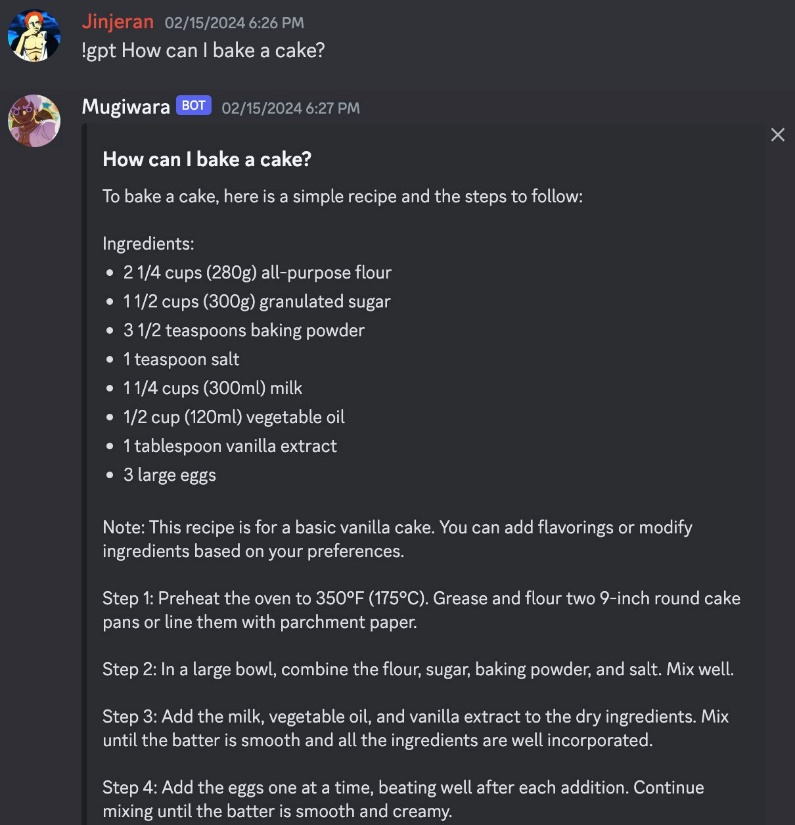 Jinjeran 02/15/2024 6:26 PM
!gpt How can I bake a cake?
Mugiwara BOT 02/15/2024 6:27 PM
How can I bake a cake?
To bake a cake, here is a simple recipe and the steps to follow:
Ingredients:
• 2 1/4 cups (280g) all-purpose flour
• 1 1/2 cups (300g) granulated sugar
• 3 1/2 teaspoons baking powder
• 1 teaspoon salt
• 1 1/4 cups (300ml) milk
• 1/2 cup (120ml) vegetable oil
• 1 tablespoon vanilla extract
• 3 large eggs
Note: This recipe is for a basic vanilla cake. You can add flavorings or modify
ingredients based on your preferences.
Step 1: Preheat the oven to 350°F (175°C). Grease and flour two 9-inch round cake
pans or line them with parchment paper.
Step 2: In a large bowl, combine the flour, sugar, baking powder, and salt. Mix well.
Step 3: Add the milk, vegetable oil, and vanilla extract to the dry ingredients. Mix
until the batter is smooth and all the ingredients are well incorporated.
Step 4: Add the eggs one at a time, beating well after each addition. Continue
mixing until the batter is smooth and creamy.